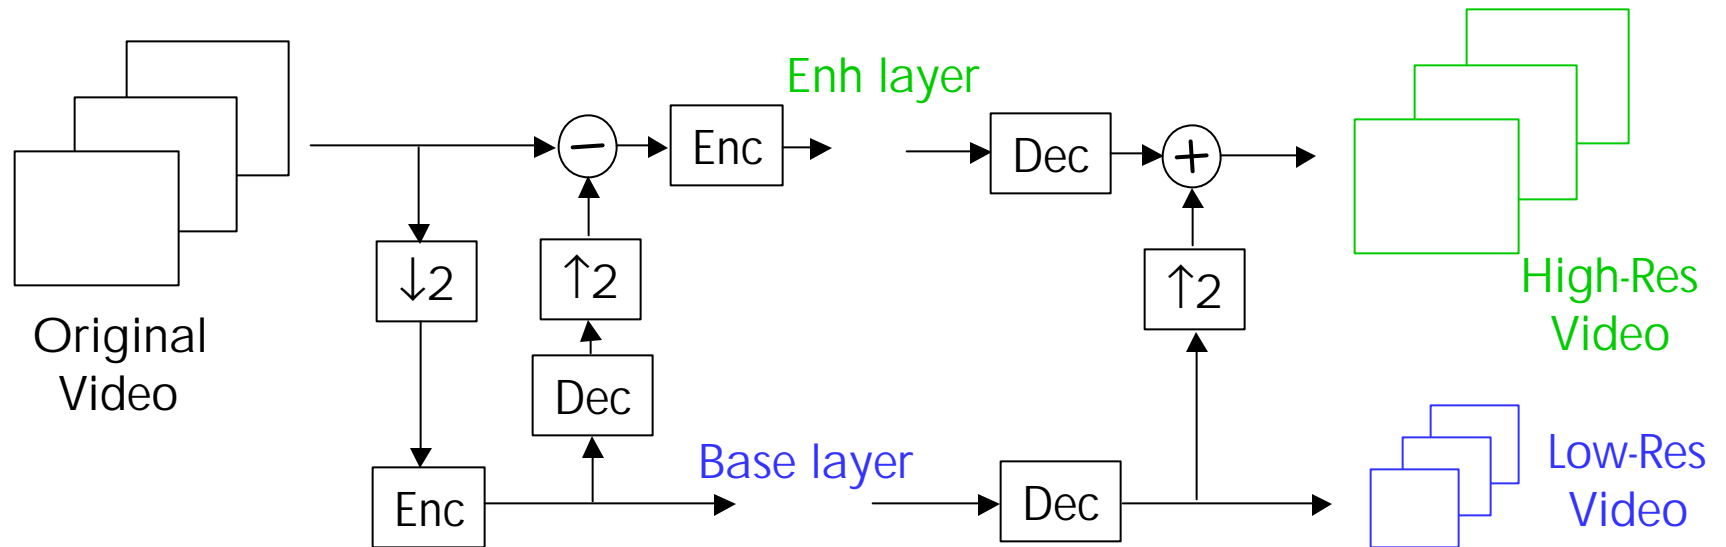 Enh layer
−
Enc
Dec
+
↓2
↑2
↑2
High-Res
Video
Original
Video
Dec
Base layer
Enc
Dec
Low-Res
Video